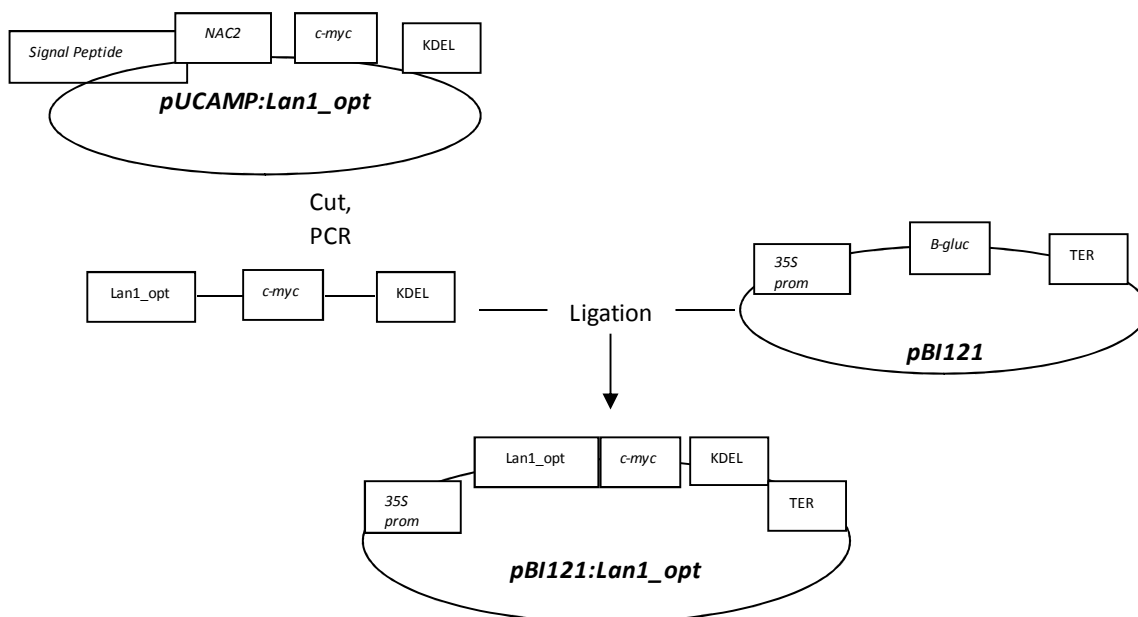 Signal Peptide
NAC2
c-myc
KDEL
pUCAMP:Lan1_opt
Cut,
PCR
Lan1_opt
c-myc
KDEL
Ligation
35S
prom
B-gluc
TER
pBI121
35S
prom
Lan1_opt
c-myc
KDEL
TER
pBI121:Lan1_opt